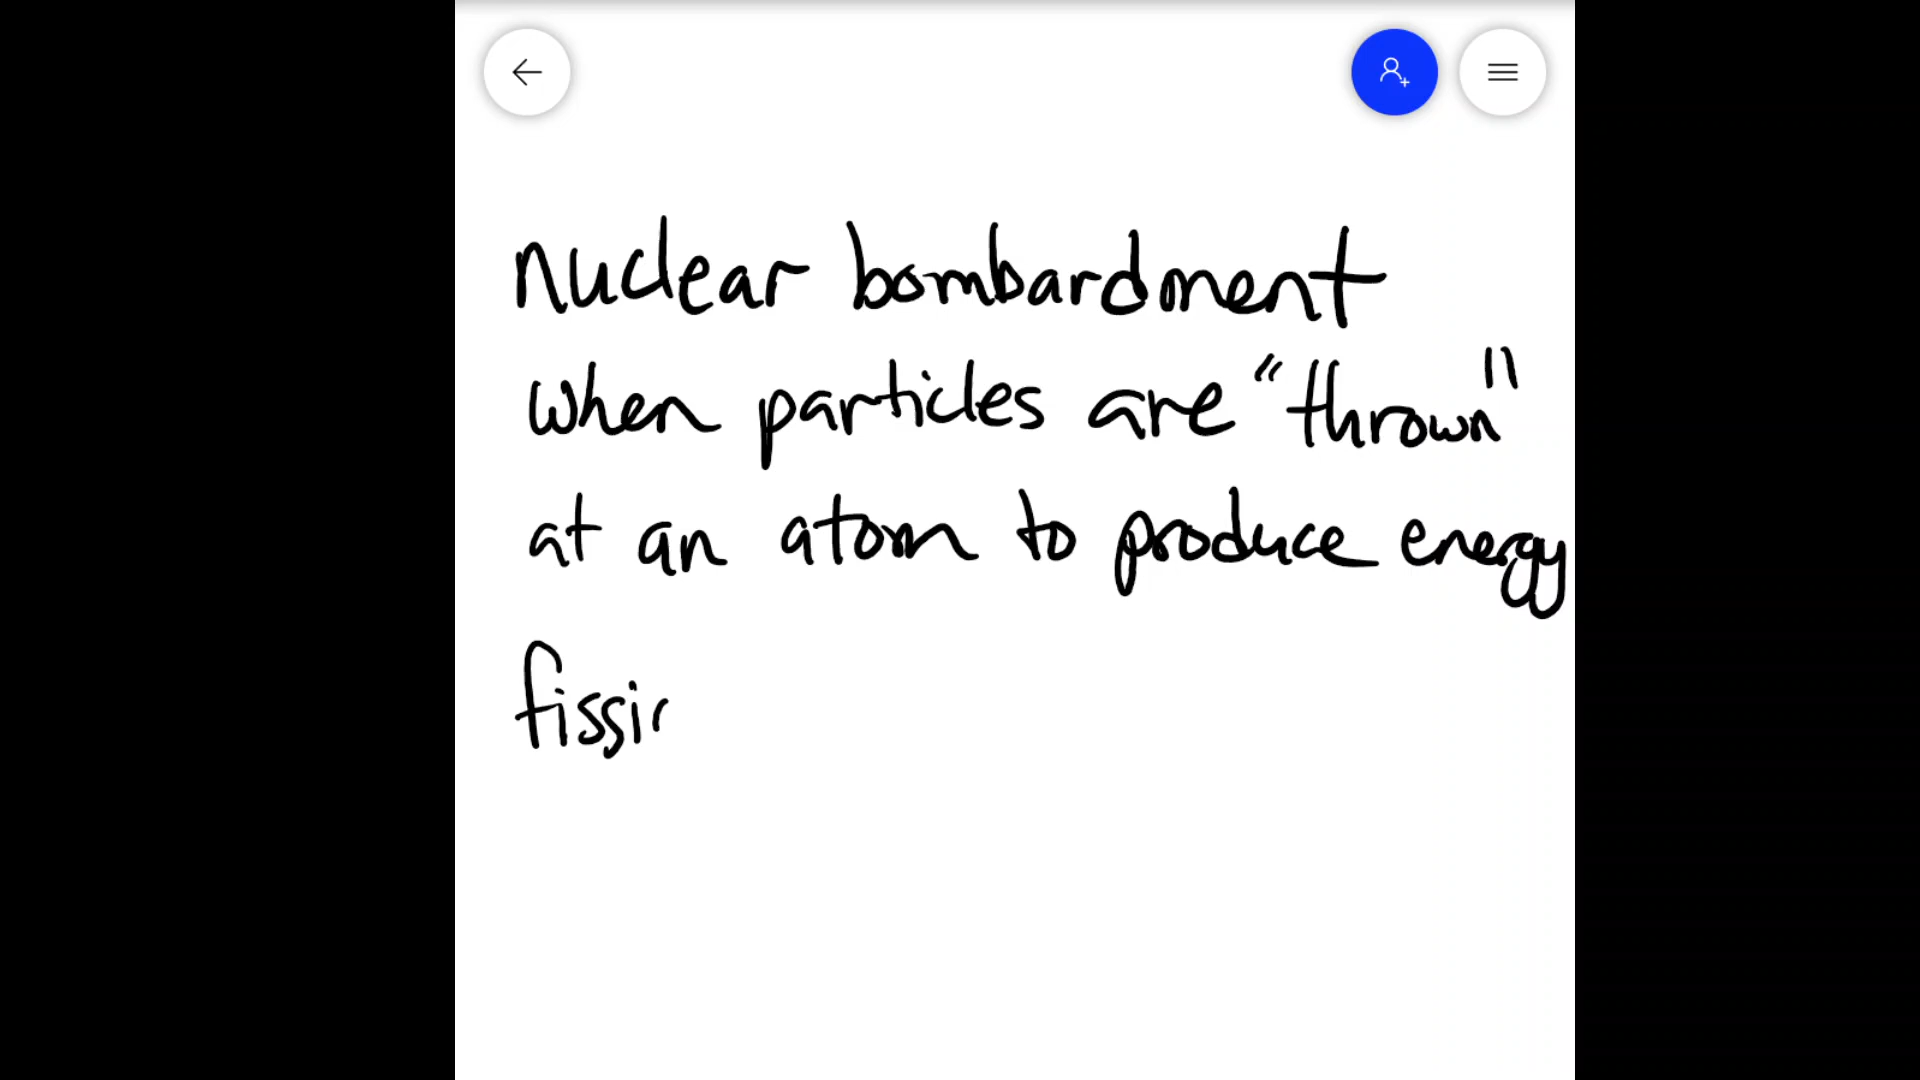 nuclear bombardment
when particles are "thrown"
at an atom to produce energy
fissi